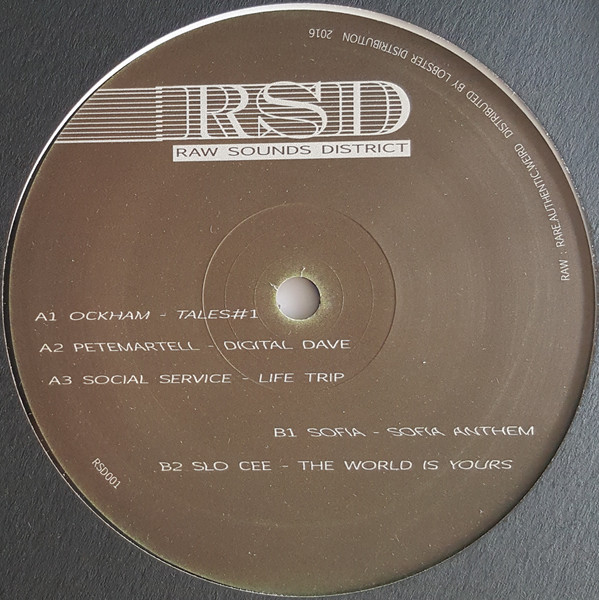 RSD
RAW SOUNDS DISTRICT
A1 OCKHAM - TALES#1
A2 PETEMARTELL - DIGITAL DAVE
A3 SOCIAL SERVICE - LIFE TRIP
B1 SOFIA - SOFIA ANTHEM
B2 SLO CEE - THE WORLD IS YOURS
RSD001
RAW : RARE.AUTHENTIC.WEIRD DISTRIBUTED BY LOBSTER DISTRIBUTION 2016